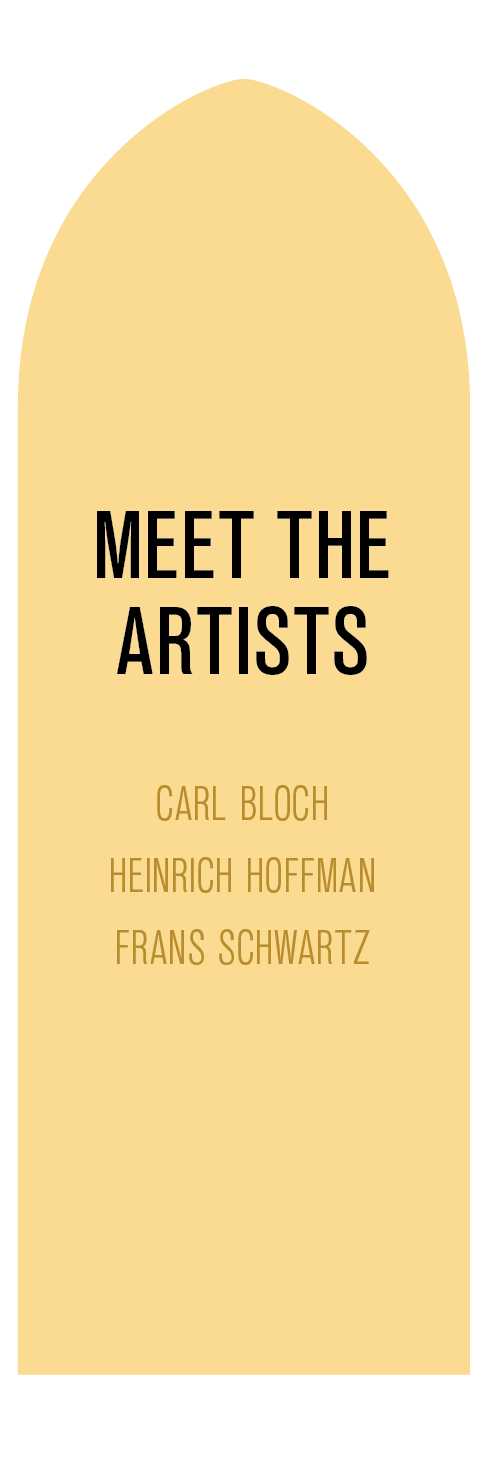 MEET THE
ARTISTS
CARL BLOCH
HEINRICH HOFFMAN
FRANS SCHWARTZ